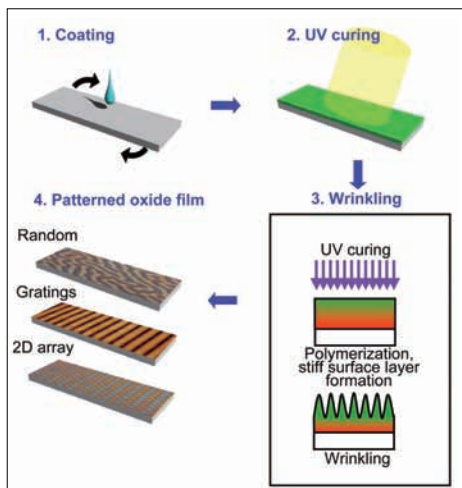 1. Coating
2. UV curing
3. Wrinkling
UV curing
Polymerization,
stiff surface layer
formation
Wrinkling
4. Patterned oxide film
Random
Gratings
2D array